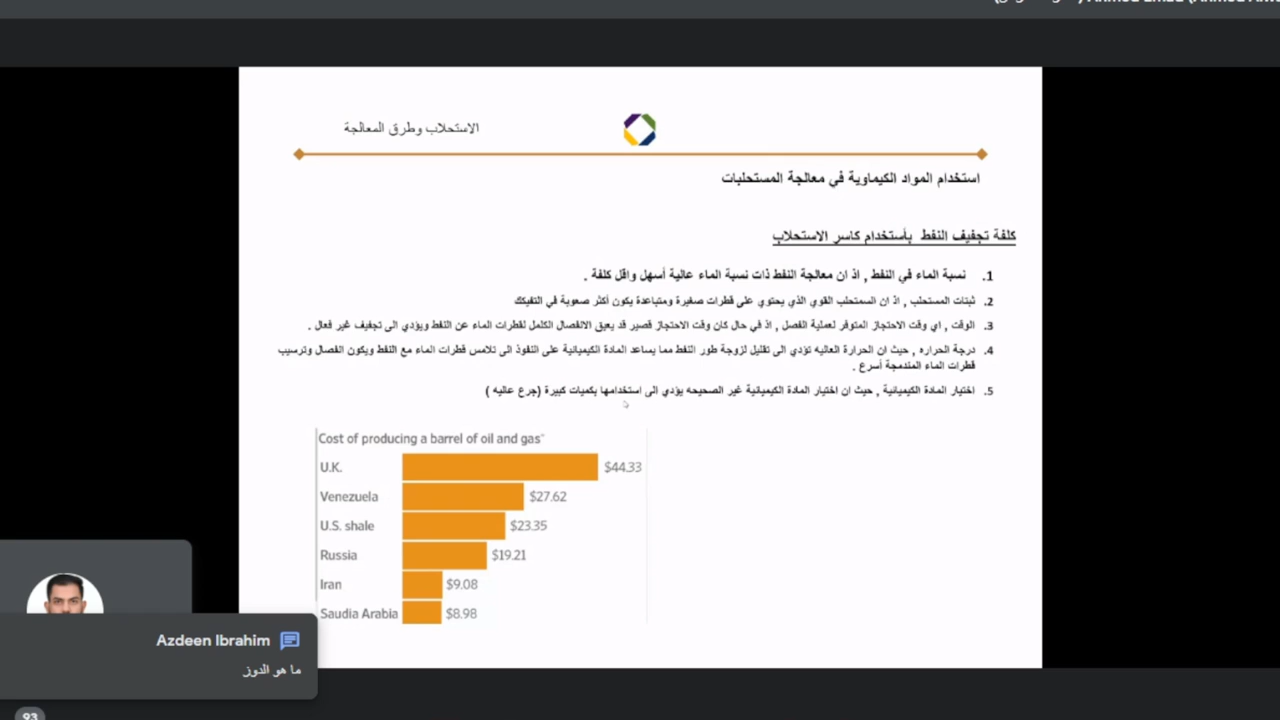 الاستحلاب وطرق المعالجة
استخدام المواد الكيماوية في معالجة المستحلبات
كلفة تجفيف النفط بأستخدام كاسر الاستحلاب
1. نسبة الماء في النفط , اذ ان معالجة النفط ذات نسبة الماء عالية أسهل واقل كلفة .
2. ثبتات المستحلب , اذ ان السمتحلب القوي الذي يحتوي على قطرات صغيرة ومتباعدة يكون أكثر صعوبة في التفيكك
3. الوقت , اي وقت الاحتجاز المتوفر لعملية الفصل , اذ في حال كان وقت الاحتجاز قصير قد يعيق الانفصال الكلمل لقطرات الماء عن النفط ويؤدي الى تجفيف غير فعال .
4. درجة الحراره , حيث ان الحرارة العاليه تؤدي الى تقليل لزوجة طور النفط مما يساعد المادة الكيميائية على النفوذ الى تلامس قطرات الماء مع النفط ويكون الفصال وترسيب
قطرات الماء المندمجة أسرع .
5. اختيار المادة الكيميائية , حيث ان اختيار المادة الكيميائية غير الصحيحه يؤدي الى استخدامها بكميات كبيرة (جرع عاليه )
Cost of producing a barrel of oil and gas*
U.K. $44.33
Venezuela $27.62
U.S. shale $23.35
Russia $19.21
Iran $9.08
Saudia Arabia $8.98
Azdeen Ibrahim
ما هو الدوز
93